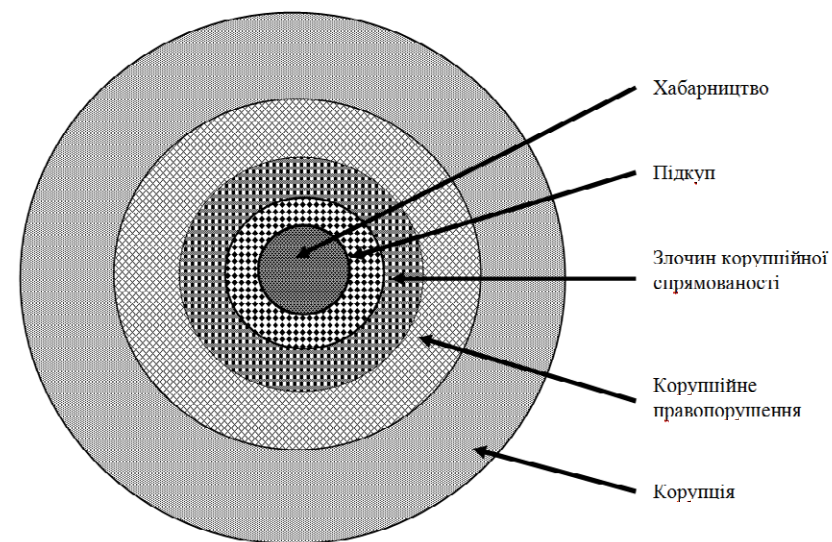 Хабарництво
Підкуп
Злочин корупційної
спрямованості
Корупційне
правопорушення
Корупція